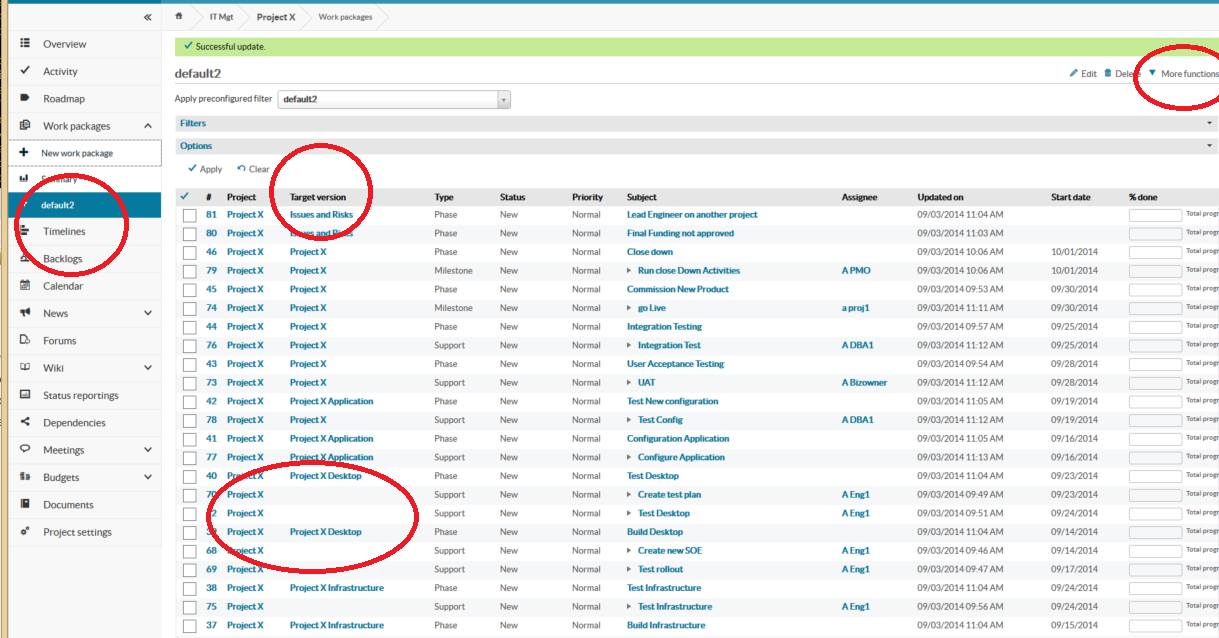 «
IT Mgt Project X Work packages
Overview
Activity
Roadmap
Work packages
New work package
Summary
default2
Timelines
Backlogs
Calendar
News
Forums
Wiki
Status reportings
Dependencies
Meetings
Budgets
Documents
Project settings
Successful update.
default2
Edit Delete More functions
Apply preconfigured filter default2
Filters
Options
Apply Clear
# Project Target version Type Status Priority Subject Assignee Updated on Start date % done
81 Project X Issues and Risks Phase New Normal Lead Engineer on another project 09/03/2014 11:04 AM Total progr
80 Project X Issues and Risks Phase New Normal Final Funding not approved 09/03/2014 11:03 AM Total progr
46 Project X Project X Phase New Normal Close down 09/03/2014 10:06 AM 10/01/2014 Total progr
79 Project X Project X Milestone New Normal Run close Down Activities A PMO 09/03/2014 10:06 AM 10/01/2014 Total progr
45 Project X Project X Phase New Normal Commission New Product 09/03/2014 09:53 AM 09/30/2014 Total progr
74 Project X Project X Milestone New Normal go Live a proj1 09/03/2014 11:11 AM 09/30/2014 Total progr
44 Project X Project X Phase New Normal Integration Testing 09/03/2014 09:57 AM 09/25/2014 Total progr
76 Project X Project X Support New Normal Integration Test A DBA1 09/03/2014 11:12 AM 09/25/2014 Total progr
43 Project X Project X Phase New Normal User Acceptance Testing 09/03/2014 09:54 AM 09/28/2014 Total progr
73 Project X Project X Support New Normal UAT A Bizowner 09/03/2014 11:12 AM 09/28/2014 Total progr
42 Project X Project X Application Phase New Normal Test New configuration 09/03/2014 11:05 AM 09/19/2014 Total progr
78 Project X Project X Support New Normal Test Config A DBA1 09/03/2014 11:12 AM 09/19/2014 Total progr
41 Project X Project X Application Phase New Normal Configuration Application 09/03/2014 11:05 AM 09/16/2014 Total progr
77 Project X Project X Application Support New Normal Configure Application 09/03/2014 11:13 AM 09/16/2014 Total progr
40 Project X Project X Desktop Phase New Normal Test Desktop 09/03/2014 11:04 AM 09/23/2014 Total progr
70 Project X Support New Normal Create test plan A Eng1 09/03/2014 09:49 AM 09/23/2014 Total progr
Project X Support New Normal Test Desktop A Eng1 09/03/2014 09:51 AM 09/24/2014 Total progr
39 Project X Project X Desktop Phase New Normal Build Desktop 09/03/2014 11:04 AM 09/14/2014 Total progr
68 Project X Support New Normal Create new SOE A Eng1 09/03/2014 09:46 AM 09/14/2014 Total progr
69 Project X Support New Normal Test rollout A Eng1 09/03/2014 09:47 AM 09/17/2014 Total progr
38 Project X Project X Infrastructure Phase New Normal Test Infrastructure 09/03/2014 11:04 AM 09/24/2014 Total progr
75 Project X Support New Normal Test Infrastructure A Eng1 09/03/2014 09:56 AM 09/24/2014 Total progr
37 Project X Project X Infrastructure Phase New Normal Build Infrastructure 09/03/2014 11:04 AM 09/15/2014 Total progr